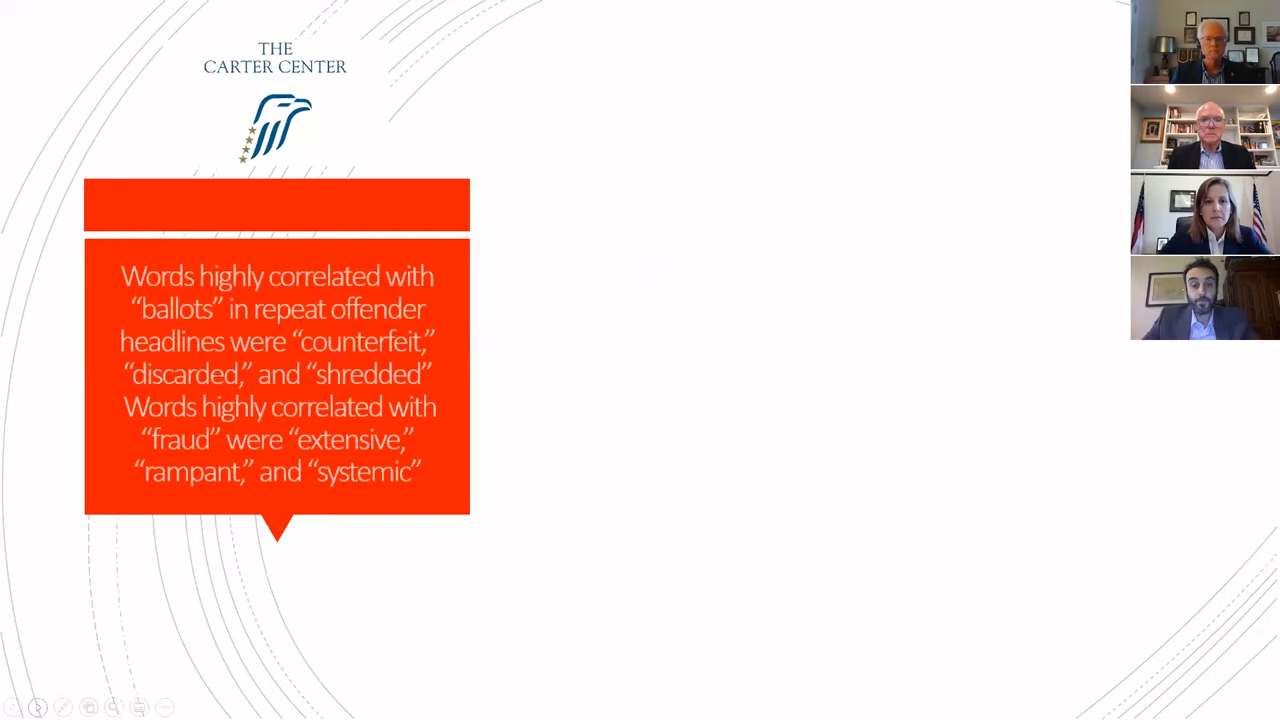 THE
CARTER CENTER
Words highly correlated with
“ballots” in repeat offender
headlines were “counterfeit,”
“discarded,” and “shredded”
Words highly correlated with
“fraud” were “extensive,”
“rampant,” and “systemic”